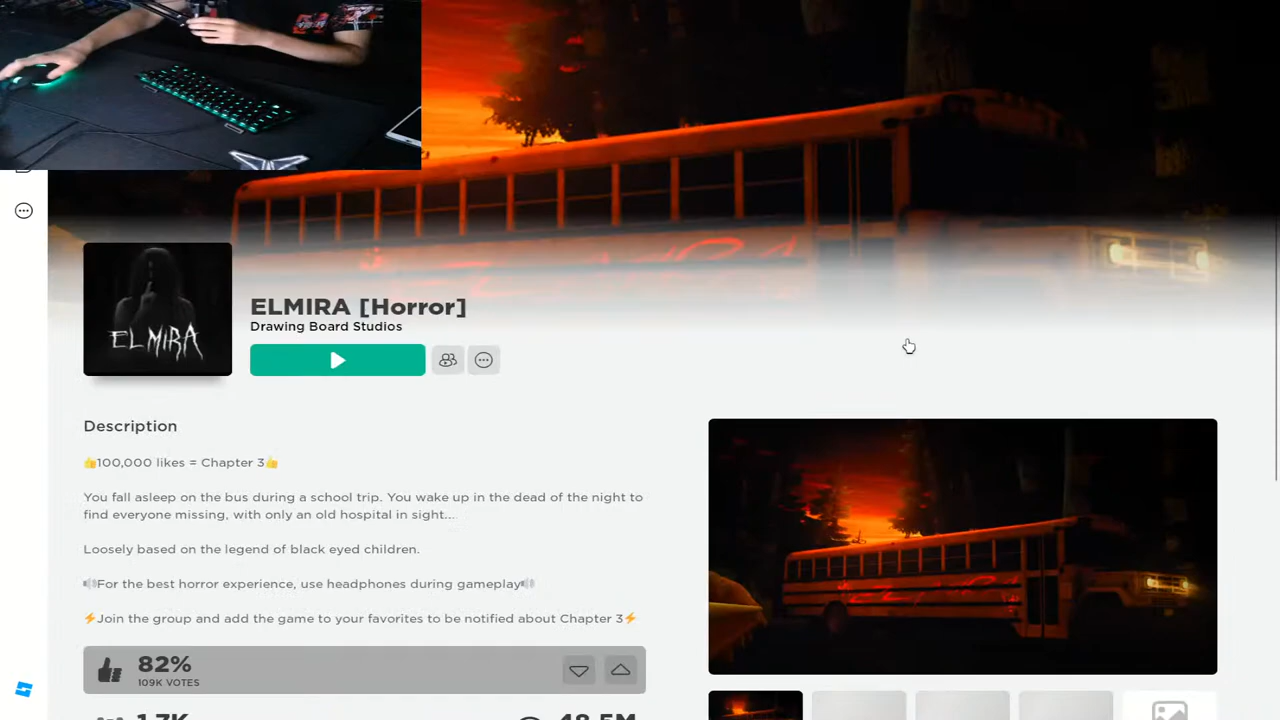 ELMIRA
ELMIRA [Horror]
Drawing Board Studios
Description
👍100,000 likes = Chapter 3👍
You fall asleep on the bus during a school trip. You wake up in the dead of the night to
find everyone missing, with only an old hospital in sight....
Loosely based on the legend of black eyed children.
🔊For the best horror experience, use headphones during gameplay🔊
⚡Join the group and add the game to your favorites to be notified about Chapter 3⚡
82%
109K VOTES
1.7K
48.5M